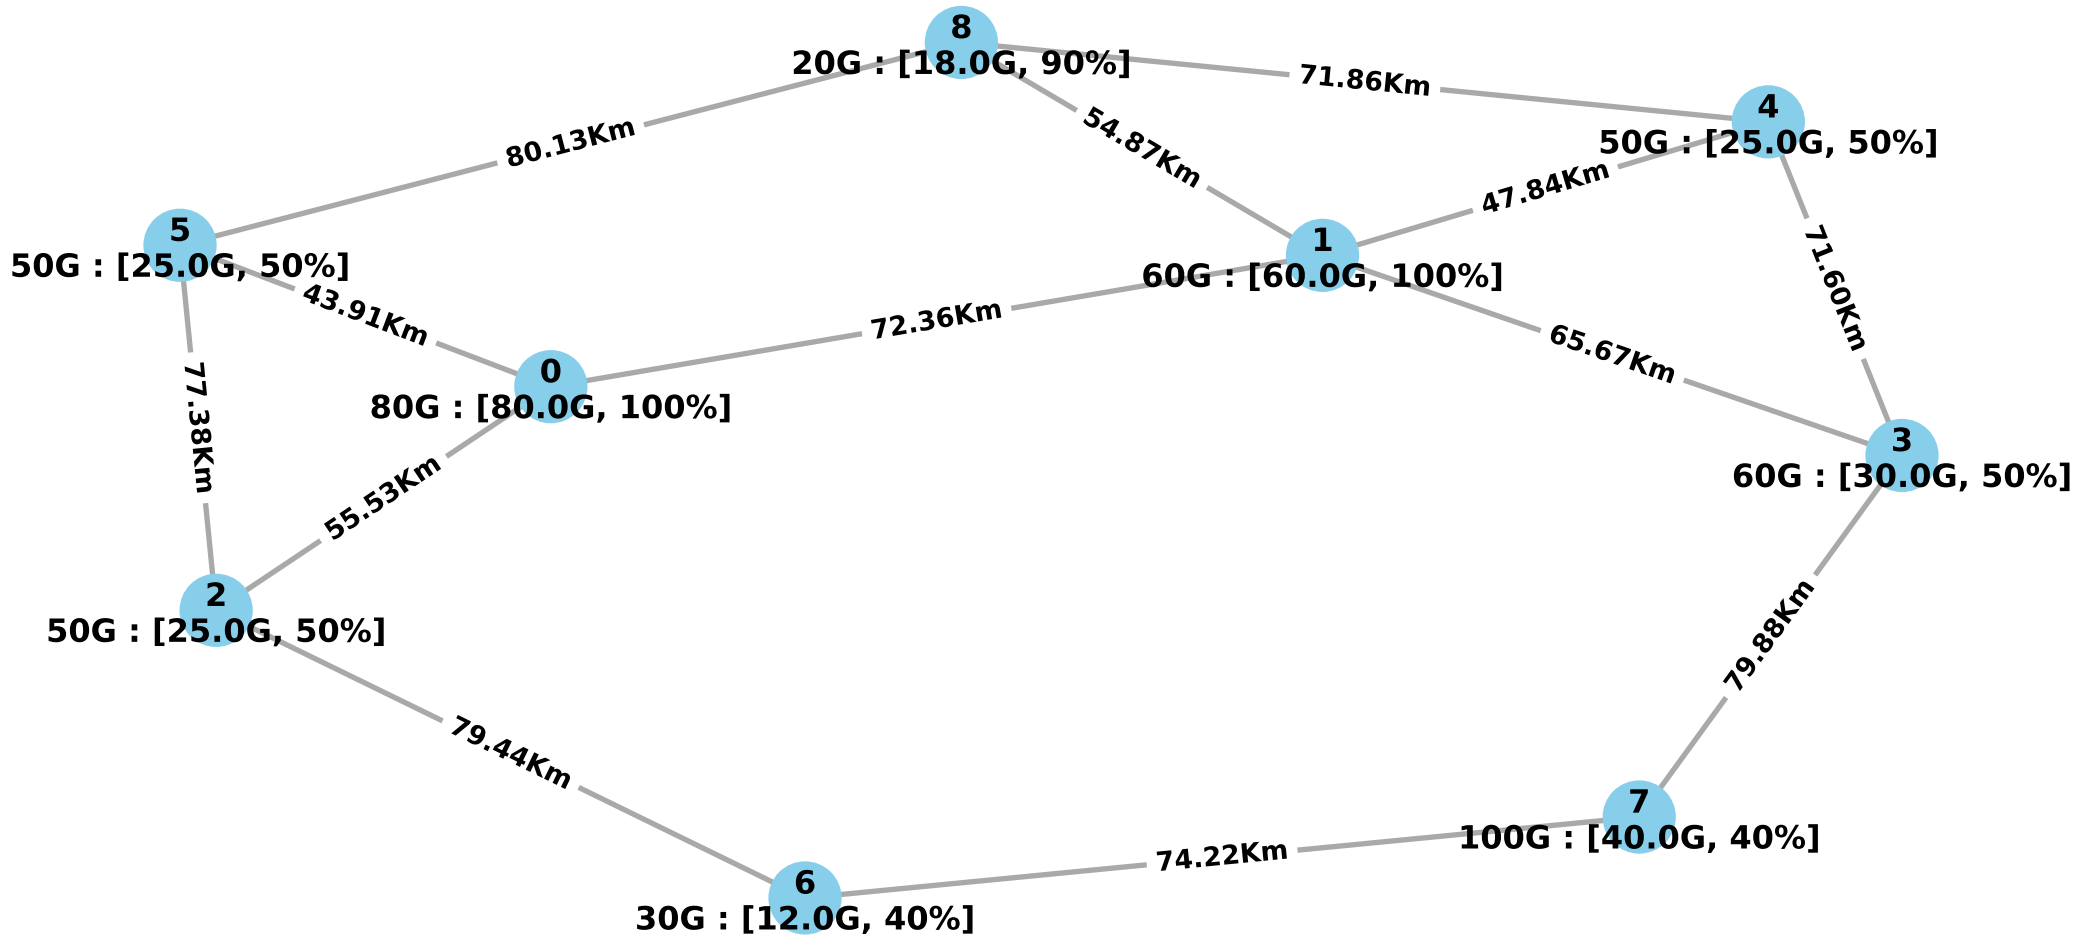 8
20G : [18.0G, 90%]
71.86Km
4
50G : [25.0G, 50%]
54.87Km
80.13Km
47.84Km
5
50G : [25.0G, 50%]
1
60G : [60.0G, 100%]
71.60Km
43.91Km
72.36Km
65.67Km
0
80G : [80.0G, 100%]
77.38Km
3
60G : [30.0G, 50%]
55.53Km
2
50G : [25.0G, 50%]
79.88Km
79.44Km
7
100G : [40.0G, 40%]
74.22Km
6
30G : [12.0G, 40%]